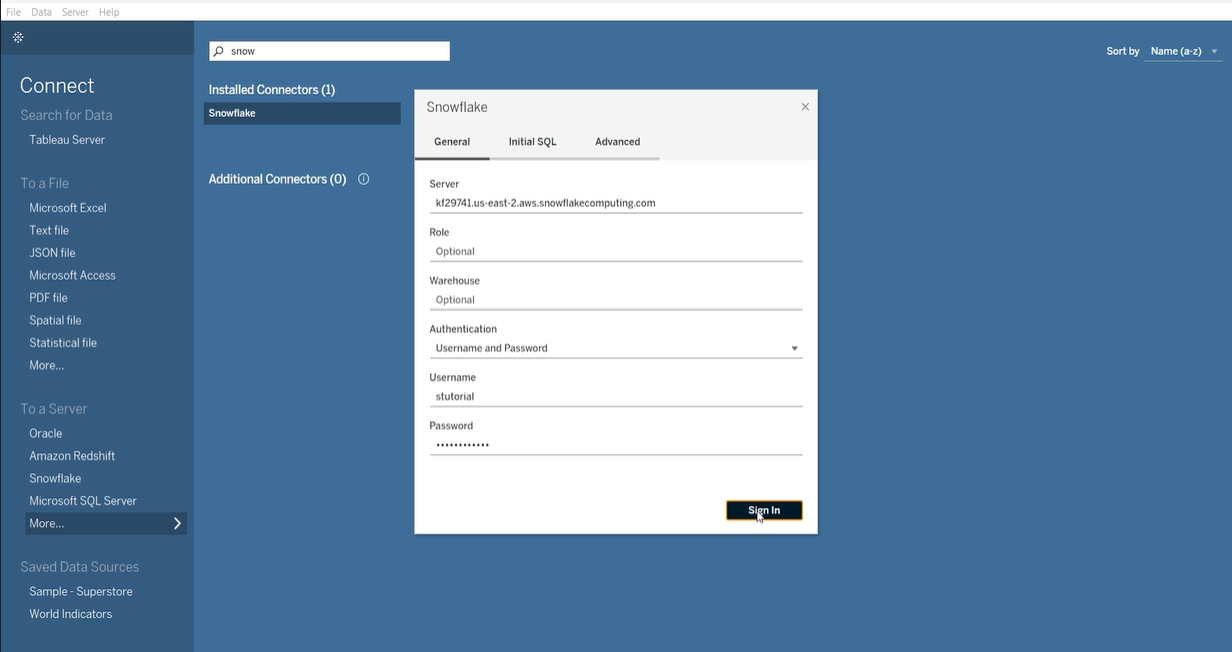 File Data Server Help
snow
Sort by Name (a-z)
Connect
Search for Data
Tableau Server
To a File
Microsoft Excel
Text file
JSON file
Microsoft Access
PDF file
Spatial file
Statistical file
More...
To a Server
Oracle
Amazon Redshift
Snowflake
Microsoft SQL Server
More...
Saved Data Sources
Sample - Superstore
World Indicators
Installed Connectors (1)
Snowflake
Additional Connectors (0)
Snowflake
General Initial SQL Advanced
Server
kf29741.us-east-2.aws.snowflakecomputing.com
Role
Optional
Warehouse
Optional
Authentication
Username and Password
Username
stutorial
Password
••••••••••••
Sign In